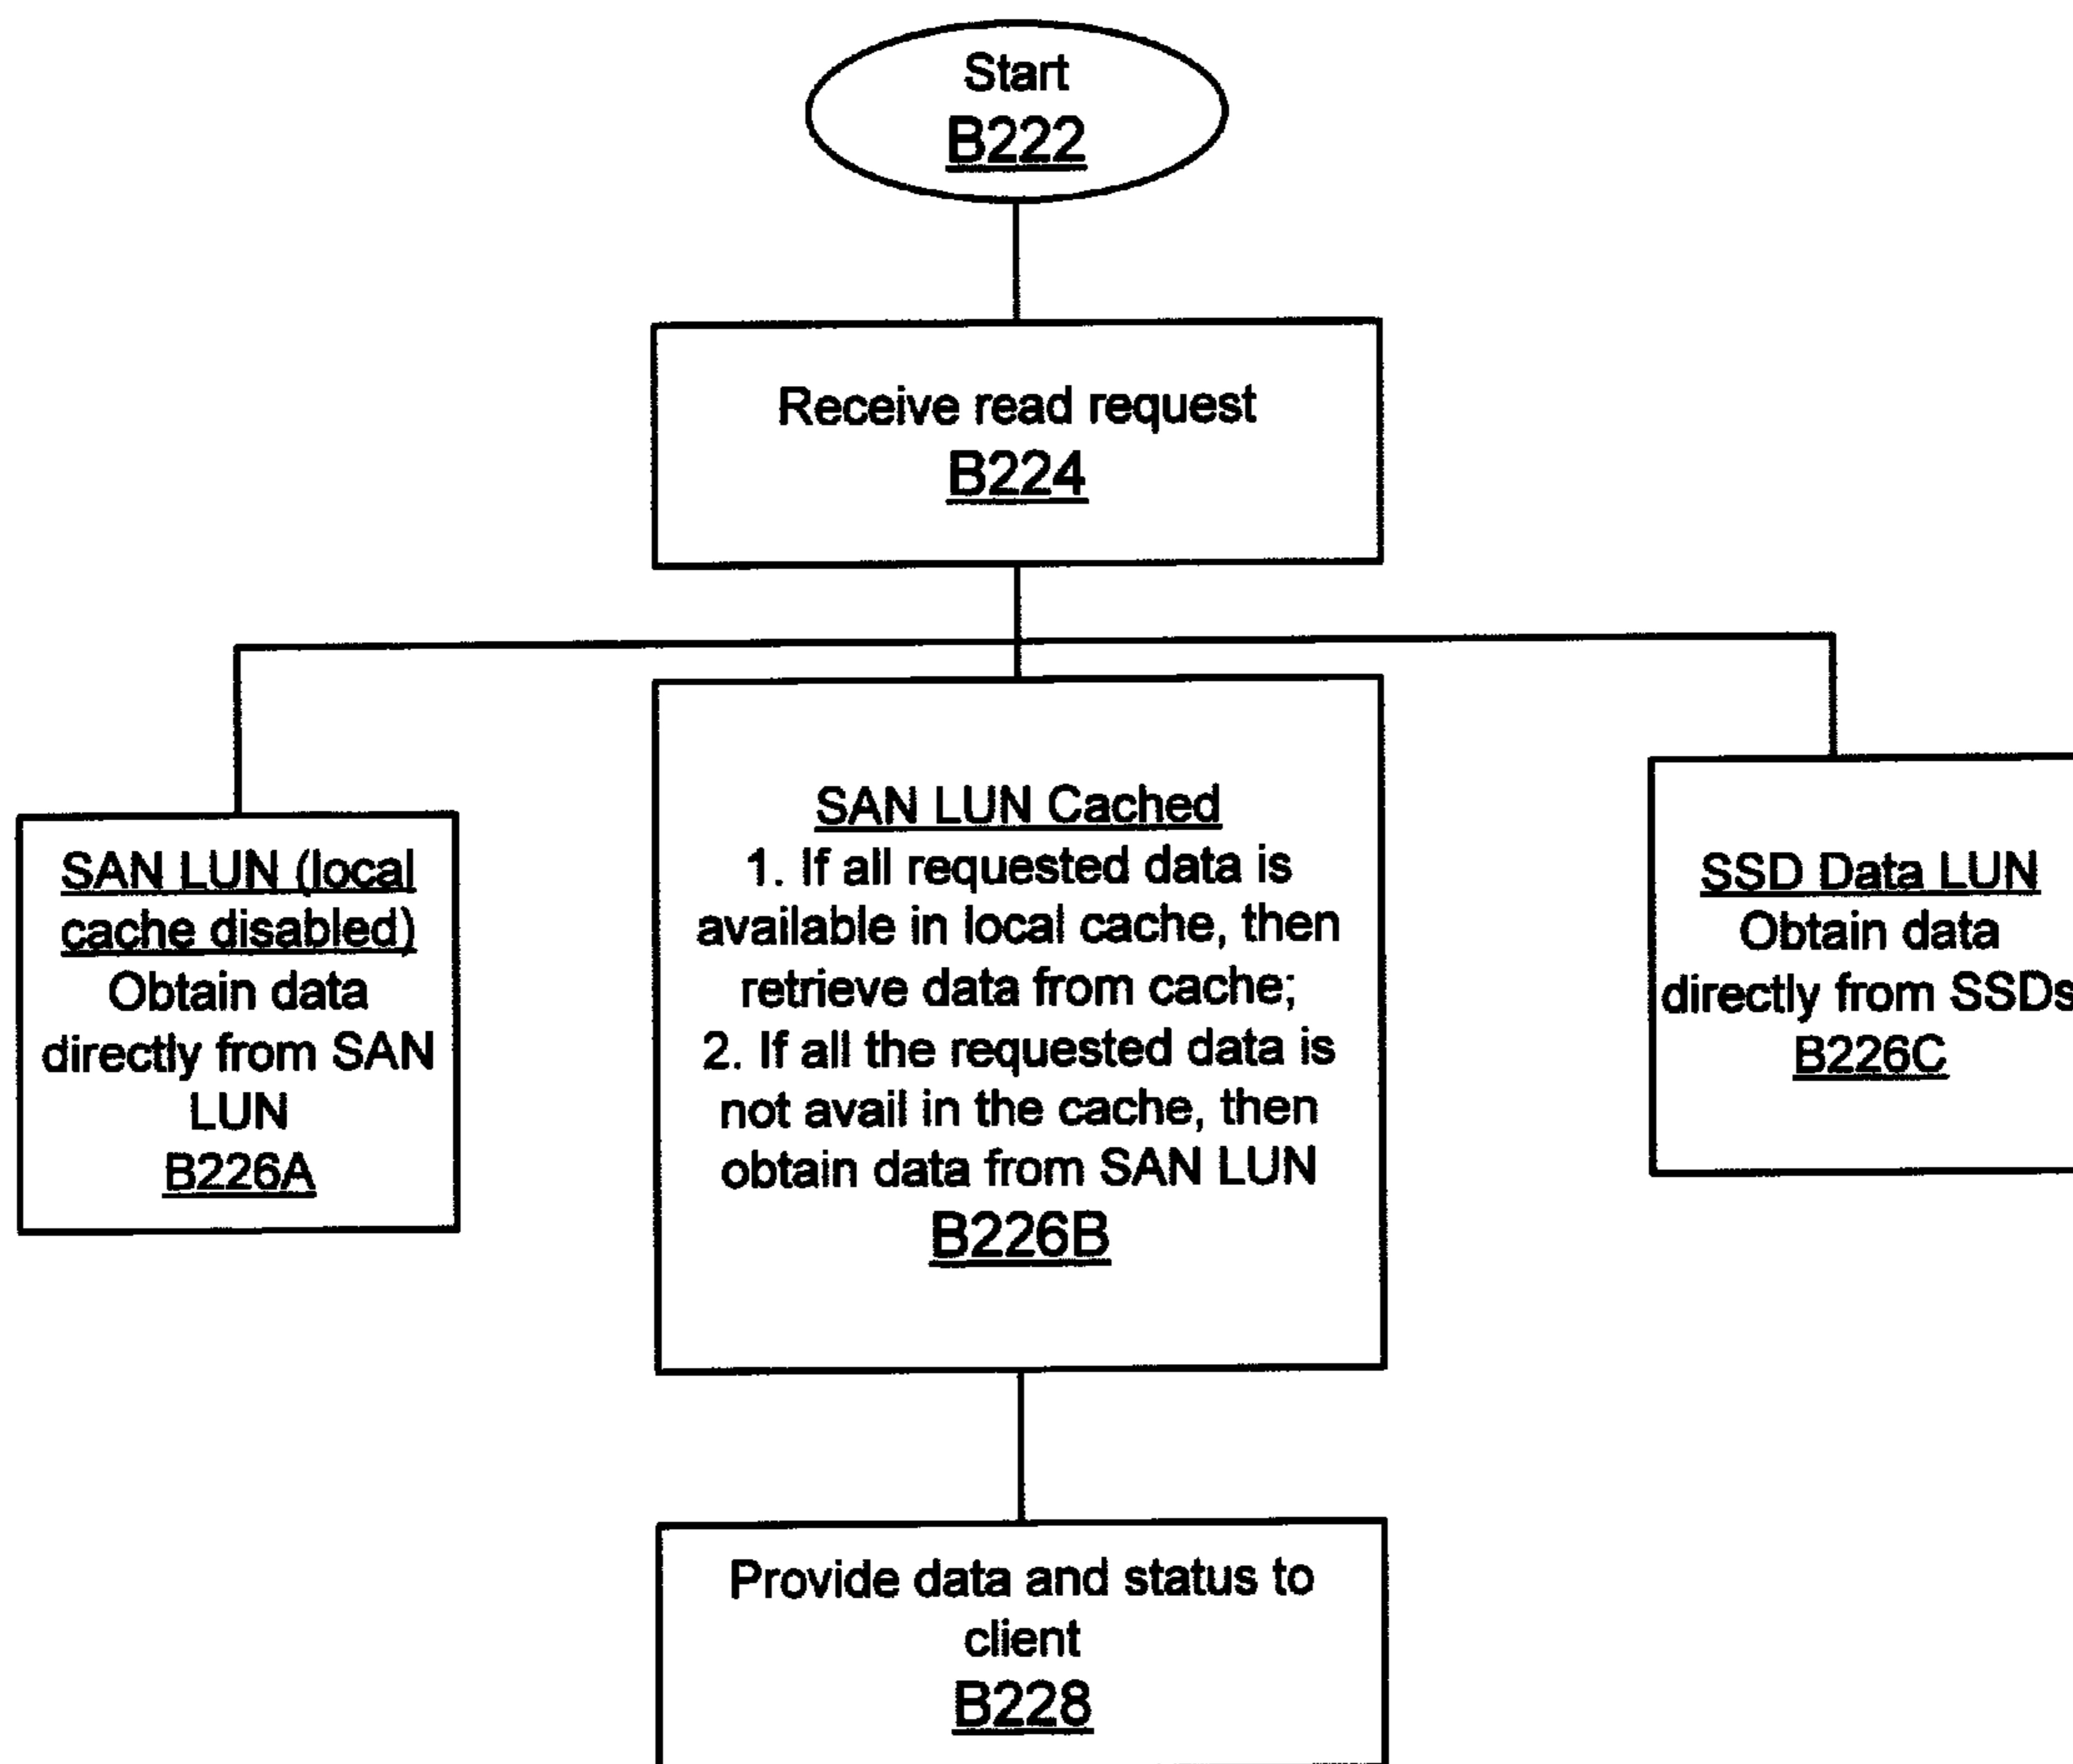 Start
B222
Receive read request
B224
SAN LUN (local
cache disabled)
Obtain data
directly from SAN
LUN
B226A
SAN LUN Cached
1. If all requested data is
available in local cache, then
retrieve data from cache;
2. If all the requested data is
not avail in the cache, then
obtain data from SAN LUN
B226B
SSD Data LUN
Obtain data
directly from SSDs
B226C
Provide data and status to
client
B228